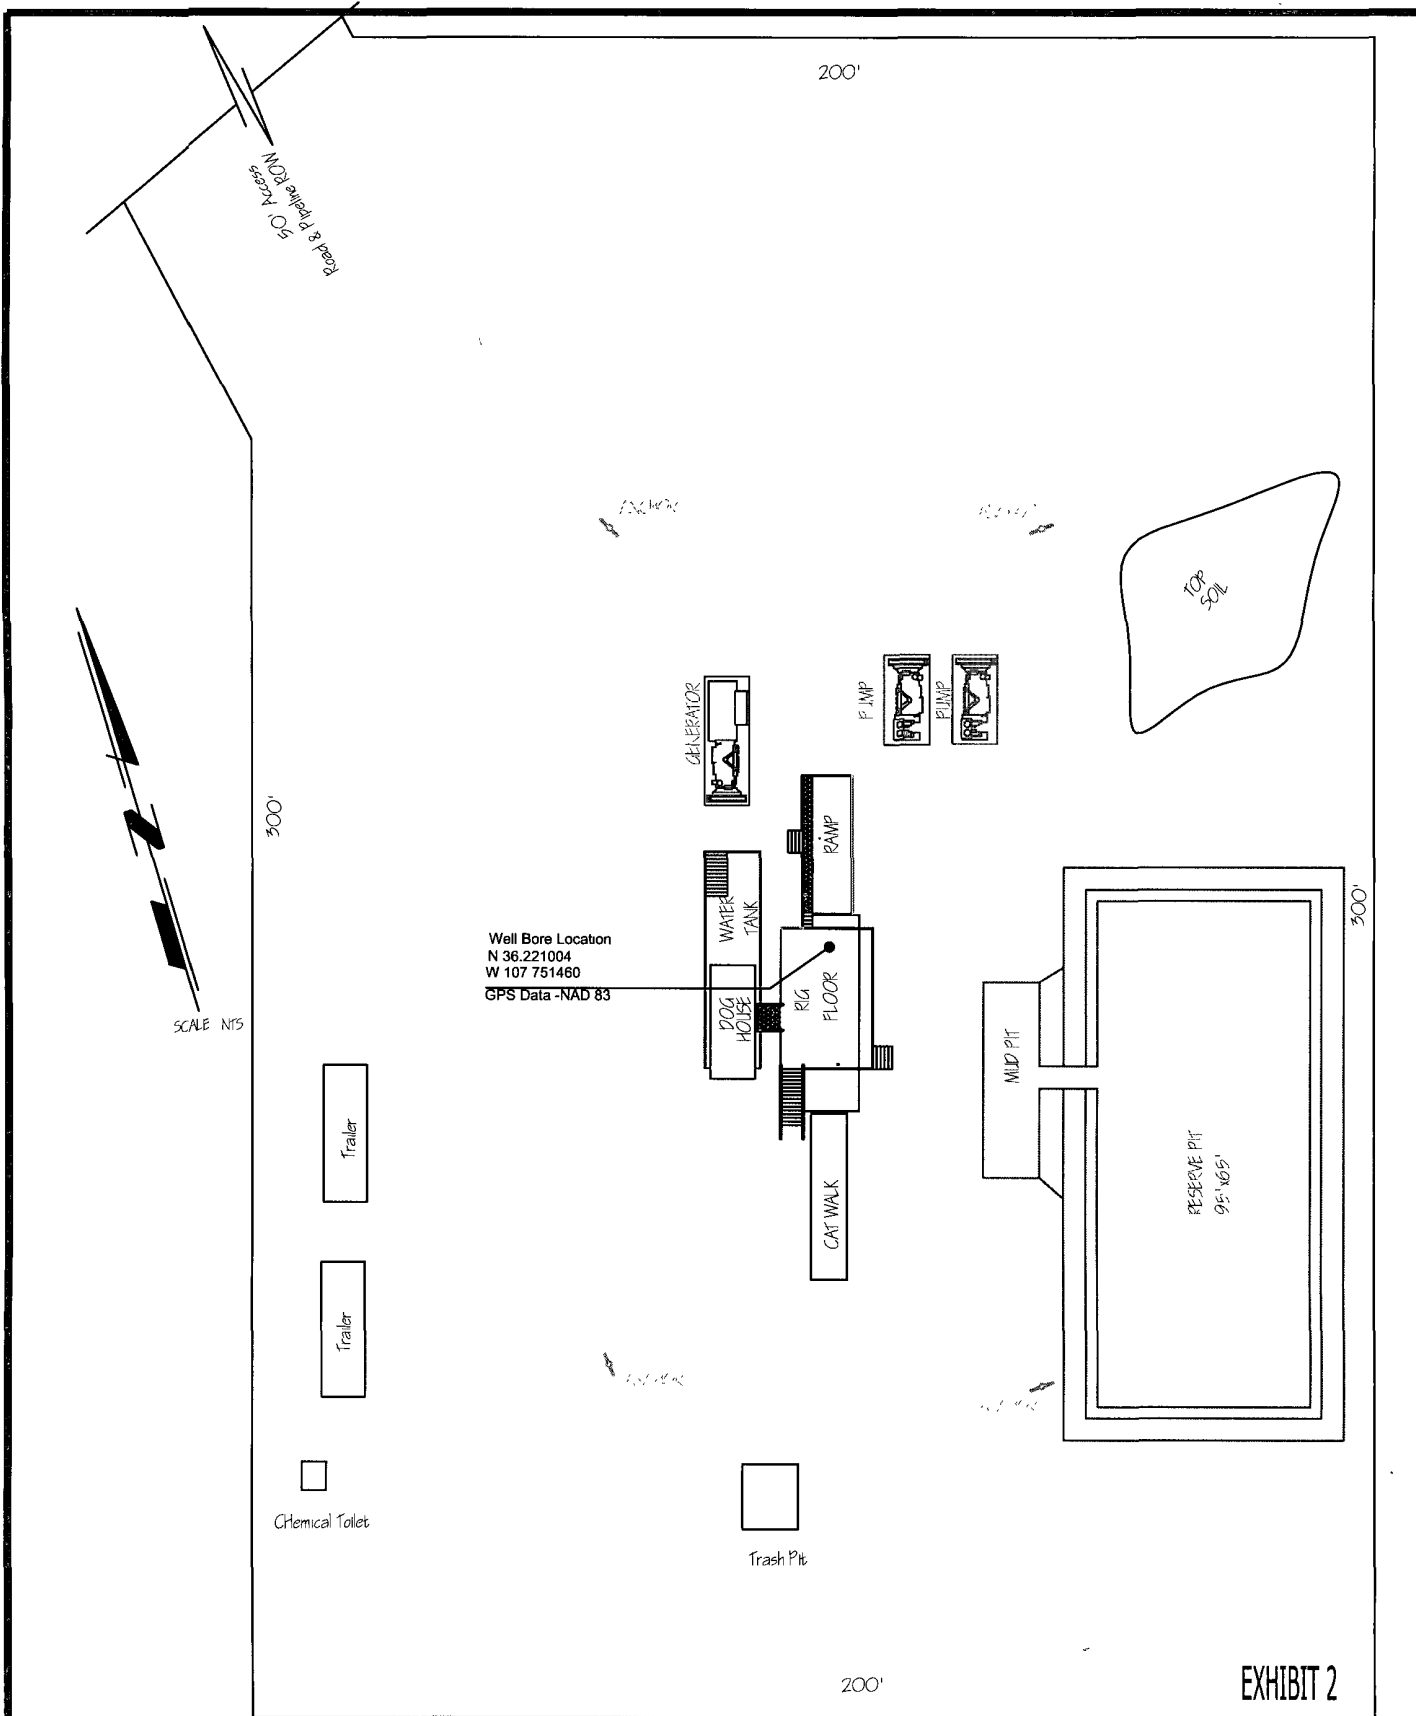 200'
50' Access
Road & Pipeline ROW
TOP
SOIL
GENERATOR
PUMP
PUMP
300'
RAMP
WATER
TANK
300'
Well Bore Location
N 36.221004
W 107 751460
GPS Data -NAD 83
DOG
HOUSE
RIG
FLOOR
N
SCALE NTS
MUD PIT
Trailer
RESERVE PIT
95'x65'
CAT WALK
Trailer
CHemical Toilet
Trash Pit
200'
EXHIBIT 2